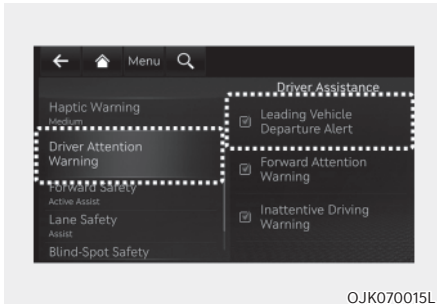 Menu
Driver Assistance
Haptic Warning
Medium
Driver Attention
Warning
Forward Safety
Active Assist
Lane Safety
Assist
Blind-Spot Safety
Leading Vehicle
Departure Alert
Forward Attention
Warning
Inattentive Driving
Warning
OJK070015L